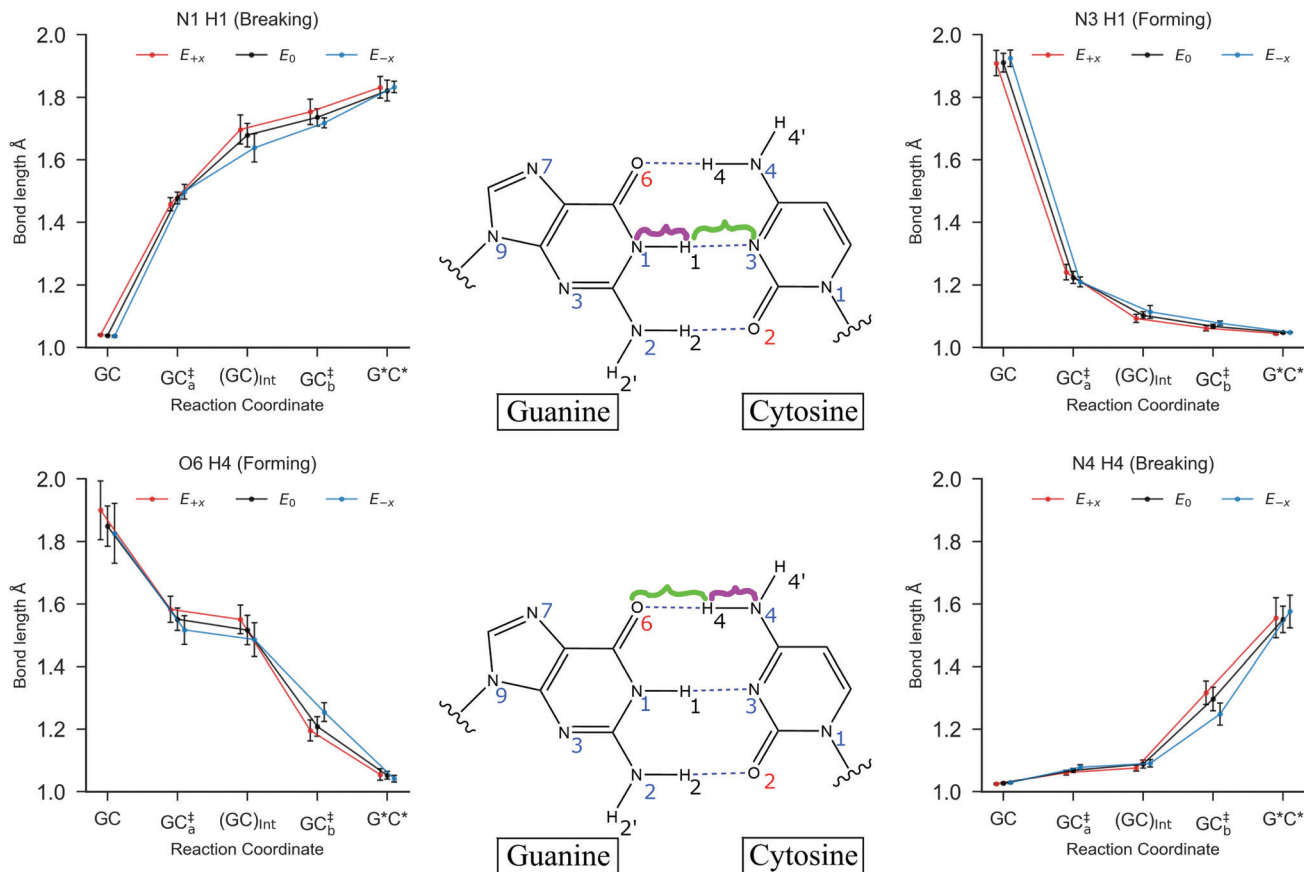 N1 H1 (Breaking)
E+x E0 E−x
2.0
1.8
1.6
1.4
1.2
1.0
Bond length Å
GC GC‡a (GC)Int GC‡b G*C*
Reaction Coordinate
H
4'
O H N
6 4 4
N
7
N
9
N H N
1 1 3
N
3
N
1
N H O
2 2 2
H
2'
Guanine Cytosine
N3 H1 (Forming)
E+x E0 E−x
2.0
1.8
1.6
1.4
1.2
1.0
Bond length Å
GC GC‡a (GC)Int GC‡b G*C*
Reaction Coordinate
O6 H4 (Forming)
E+x E0 E−x
2.0
1.8
1.6
1.4
1.2
1.0
Bond length Å
GC GC‡a (GC)Int GC‡b G*C*
Reaction Coordinate
H
4'
O H N
6 4 4
N
7
N
9
N H N
1 1 3
N
3
N
1
N H O
2 2 2
H
2'
Guanine Cytosine
N4 H4 (Breaking)
E+x E0 E−x
2.0
1.8
1.6
1.4
1.2
1.0
Bond length Å
GC GC‡a (GC)Int GC‡b G*C*
Reaction Coordinate